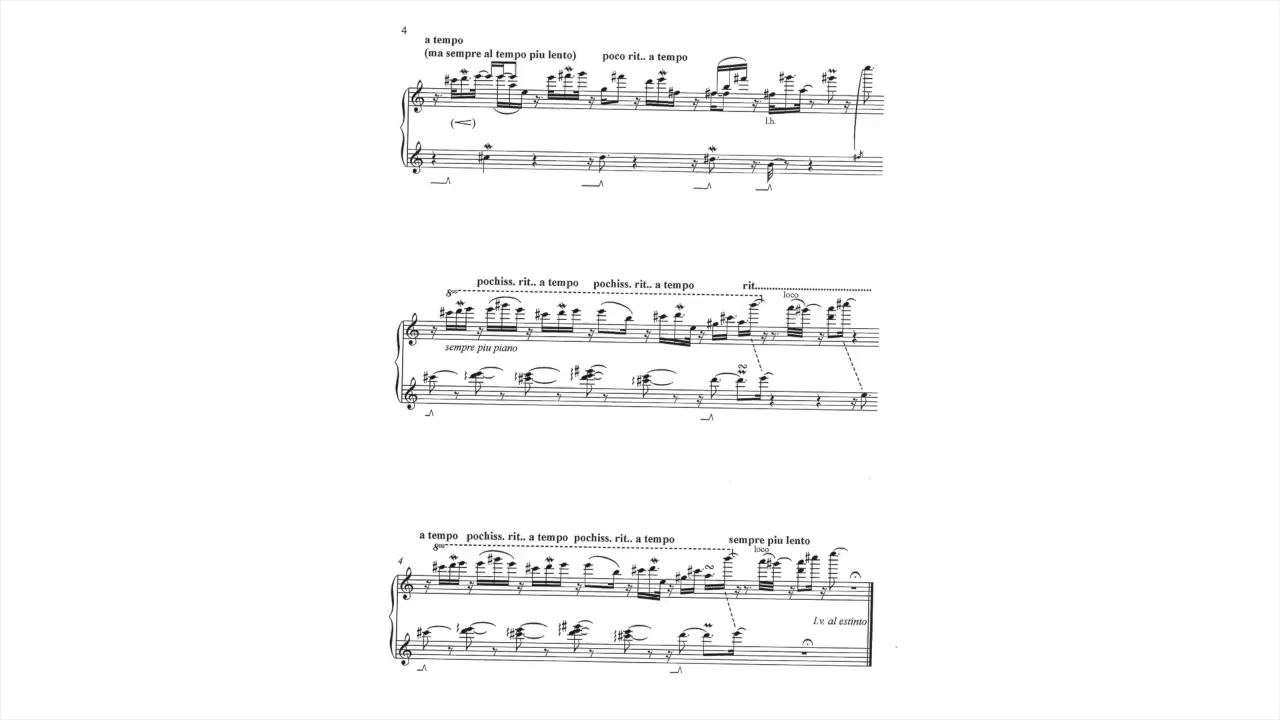 4
a tempo
(ma sempre al tempo piu lento)
poco rit.. a tempo
l.h.
pochiss. rit.. a tempo
pochiss. rit.. a tempo
rit
8va
loco
sempre piu piano
a tempo
pochiss. rit.. a tempo
pochiss. rit.. a tempo
sempre piu lento
8va
loco
4
l.v. al estinto